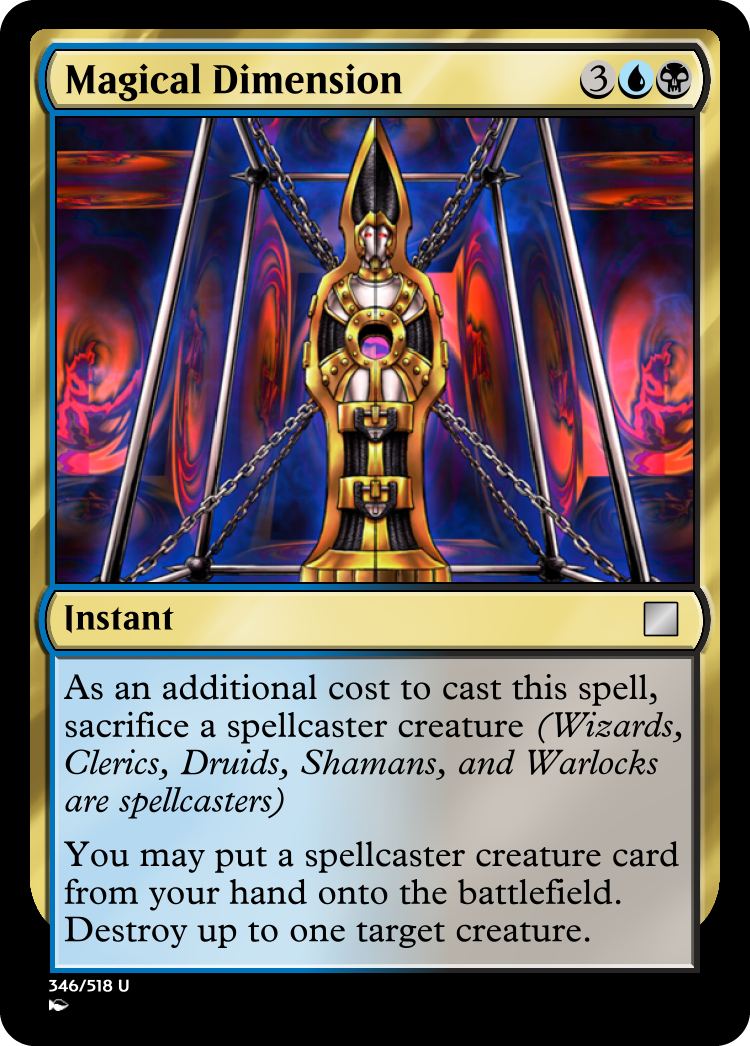 Magical Dimension 3
Instant
As an additional cost to cast this spell,
sacrifice a spellcaster creature (Wizards,
Clerics, Druids, Shamans, and Warlocks
are spellcasters)
You may put a spellcaster creature card
from your hand onto the battlefield.
Destroy up to one target creature.
346/518 U